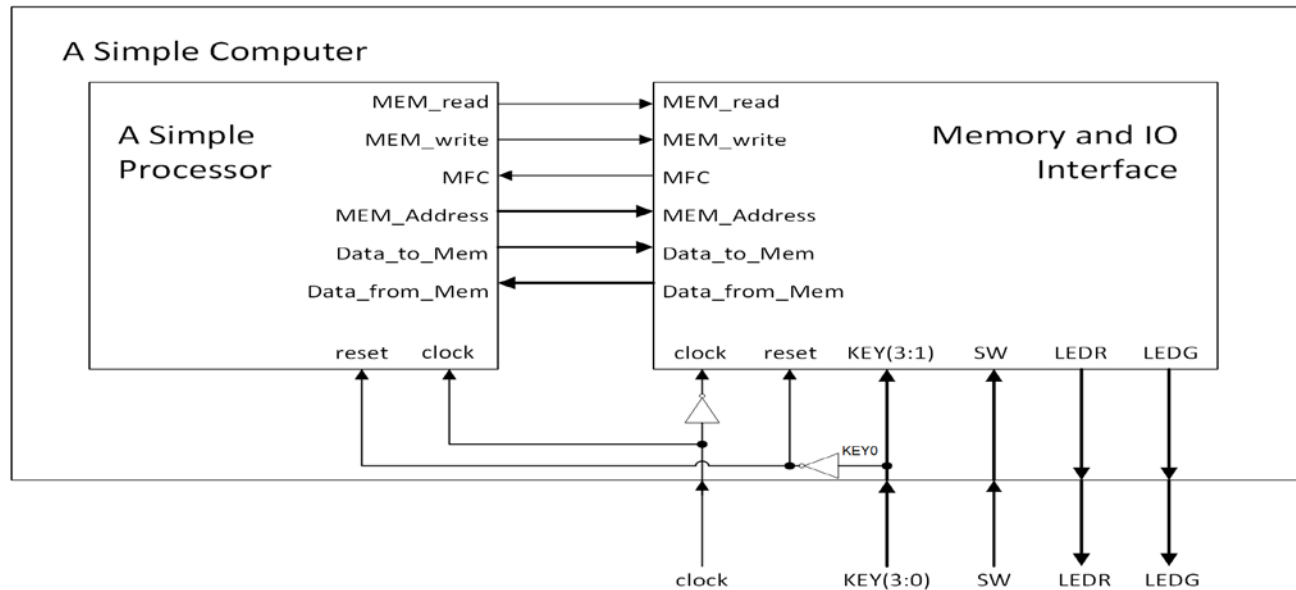 A Simple Computer
A Simple
Processor
MEM_read
MEM_write
MFC
MEM_Address
Data_to_Mem
Data_from_Mem
reset
clock
MEM_read
MEM_write
MFC
MEM_Address
Data_to_Mem
Data_from_Mem
Memory and IO
Interface
clock
reset
KEY(3:1)
SW
LEDR
LEDG
KEY0
clock
KEY(3:0)
SW
LEDR
LEDG